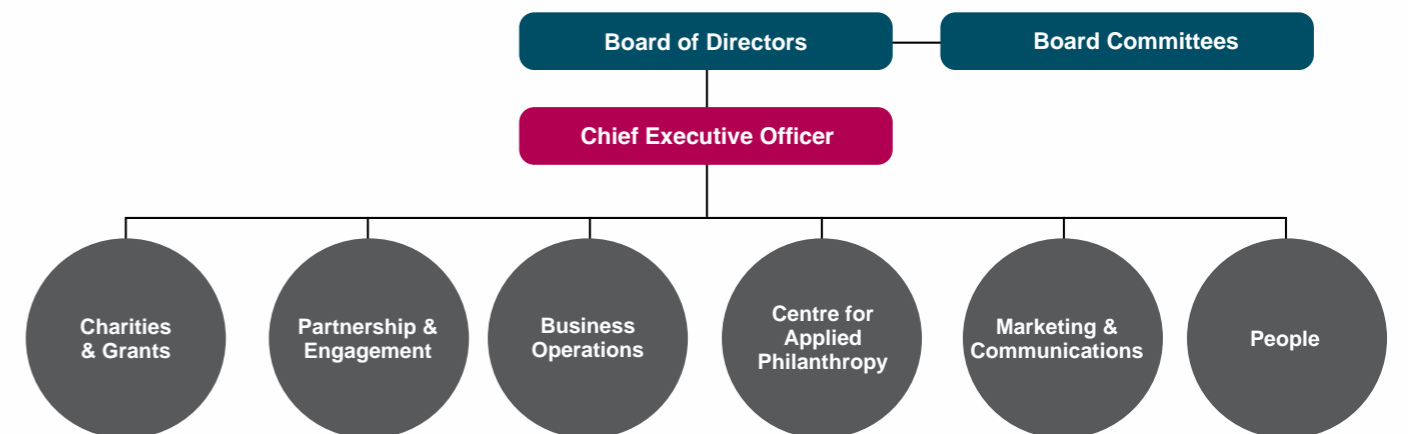 Board of Directors
Board Committees
Chief Executive Officer
Charities
& Grants
Partnership &
Engagement
Business
Operations
Centre for
Applied
Philanthropy
Marketing &
Communications
People